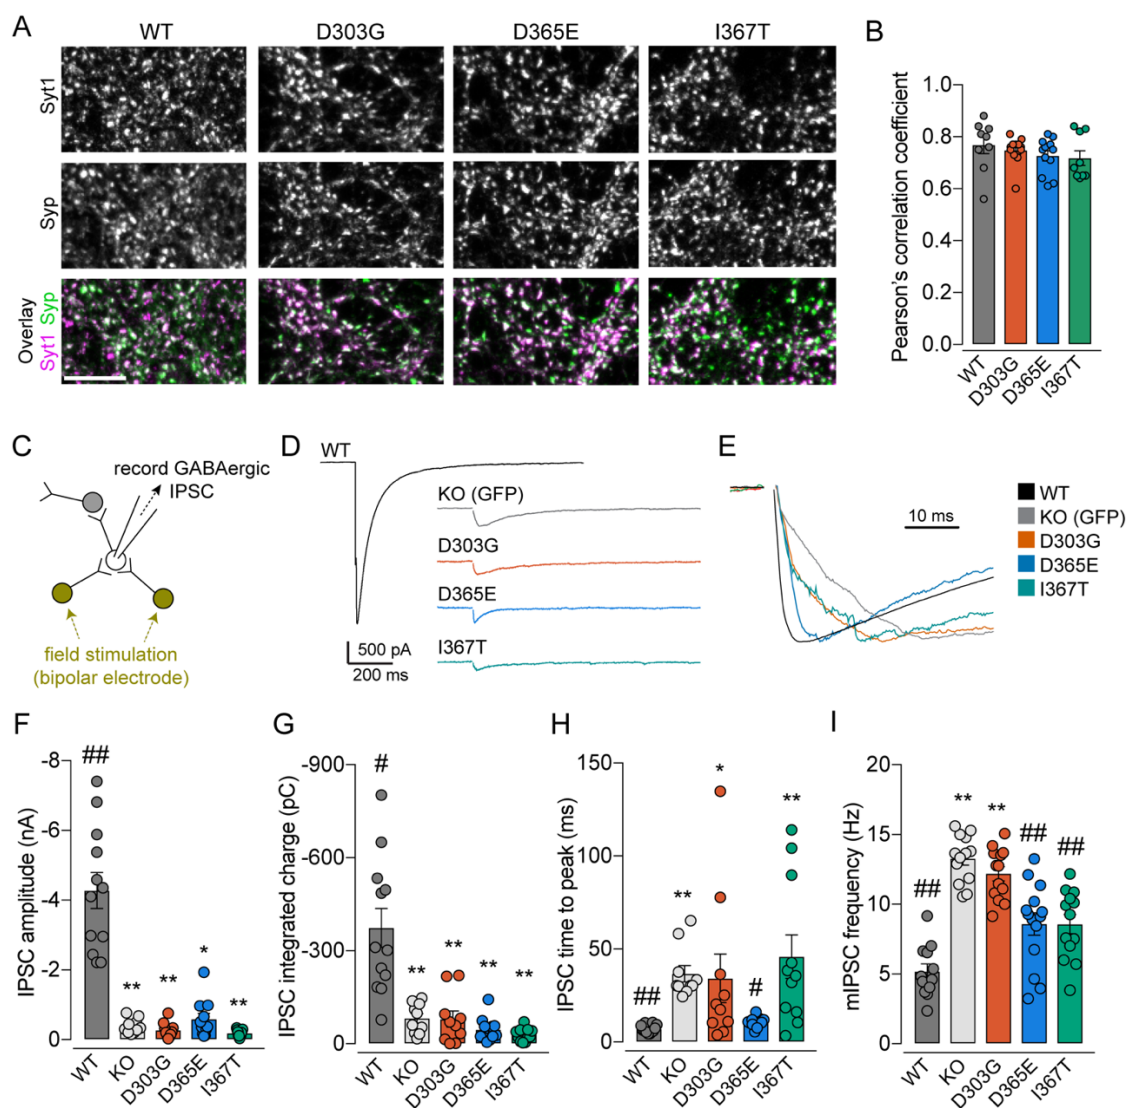 A
WT
D303G
D365E
I367T
Syt1
Syp
Overlay
Syt1 Syp
B
Pearson's correlation coefficient
1.0
0.8
0.6
0.4
0.2
0.0
WT
D303G
D365E
I367T
C
record GABAergic
IPSC
field stimulation
(bipolar electrode)
D
WT
KO (GFP)
D303G
D365E
I367T
500 pA
200 ms
E
10 ms
WT
KO (GFP)
D303G
D365E
I367T
F
IPSC amplitude (nA)
-8
-6
-4
-2
0
##
**
**
*
**
WT
KO
D303G
D365E
I367T
G
IPSC integrated charge (pC)
-900
-600
-300
0
#
**
**
**
**
WT
KO
D303G
D365E
I367T
H
IPSC time to peak (ms)
150
100
50
0
##
**
*
#
**
WT
KO
D303G
D365E
I367T
I
mIPSC frequency (Hz)
20
15
10
5
0
##
**
**
##
##
WT
KO
D303G
D365E
I367T